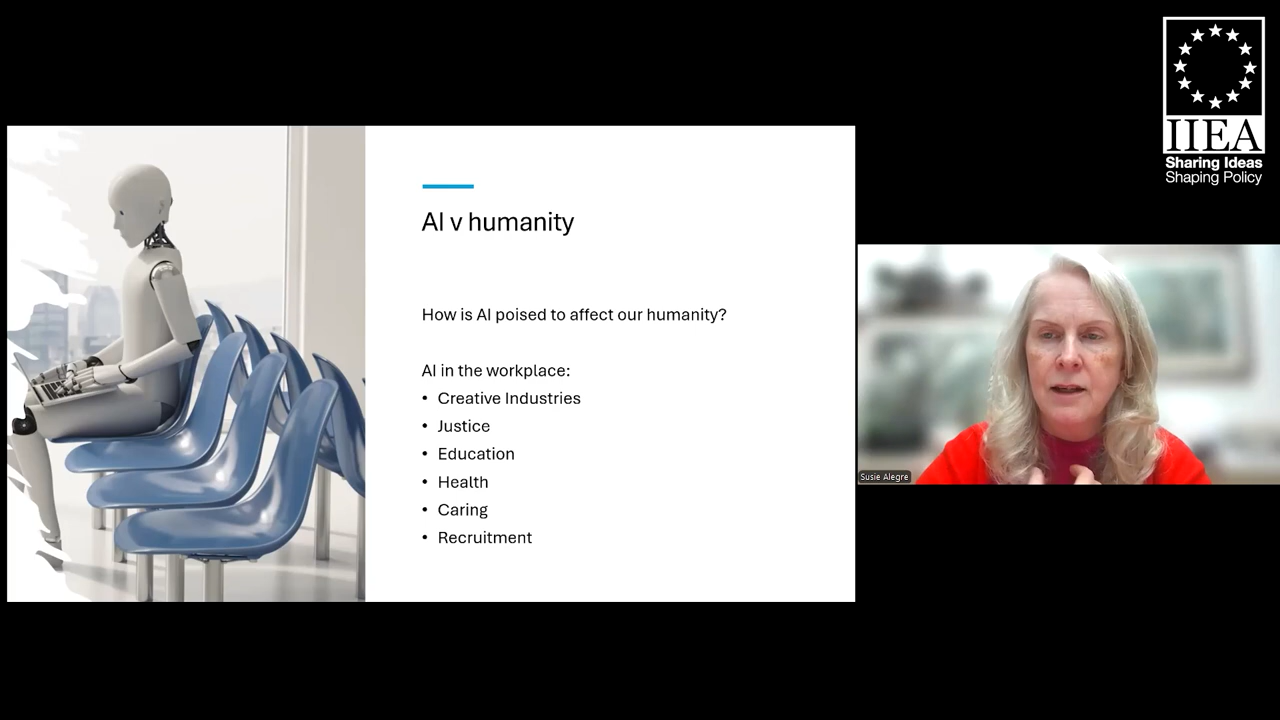 IIEA
Sharing Ideas
Shaping Policy
AI v humanity
How is AI poised to affect our humanity?
AI in the workplace:
• Creative Industries
• Justice
• Education
• Health
• Caring
• Recruitment
Susie Alegre